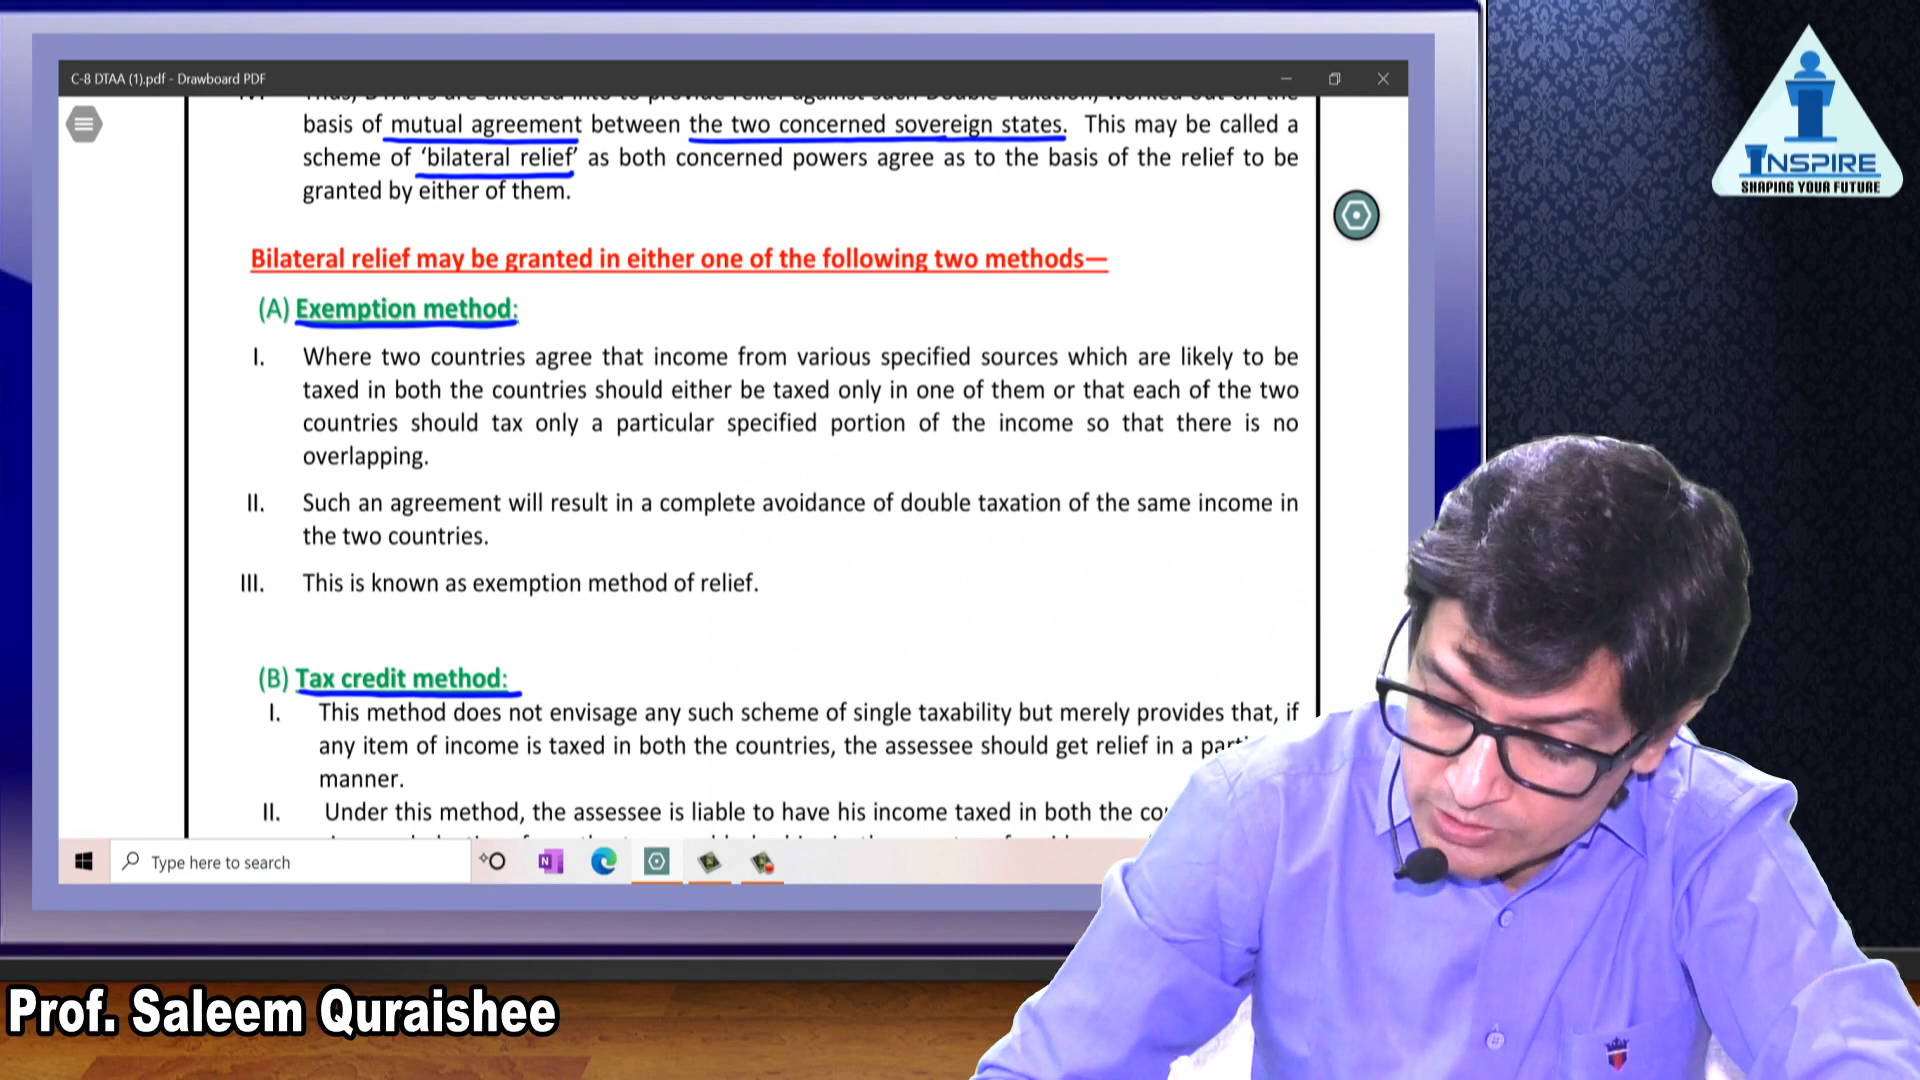 C-8 DTAA (1).pdf - Drawboard PDF
basis of mutual agreement between the two concerned sovereign states. This may be called a
scheme of ‘bilateral relief’ as both concerned powers agree as to the basis of the relief to be
granted by either of them.
Bilateral relief may be granted in either one of the following two methods—
(A) Exemption method:
I. Where two countries agree that income from various specified sources which are likely to be
taxed in both the countries should either be taxed only in one of them or that each of the two
countries should tax only a particular specified portion of the income so that there is no
overlapping.
II. Such an agreement will result in a complete avoidance of double taxation of the same income in
the two countries.
III. This is known as exemption method of relief.
(B) Tax credit method:
I. This method does not envisage any such scheme of single taxability but merely provides that, if
any item of income is taxed in both the countries, the assessee should get relief in a
manner.
II. Under this method, the assessee is liable to have his income taxed in both the
Type here to search
INSPIRE
SHAPING YOUR FUTURE
Prof. Saleem Quraishee